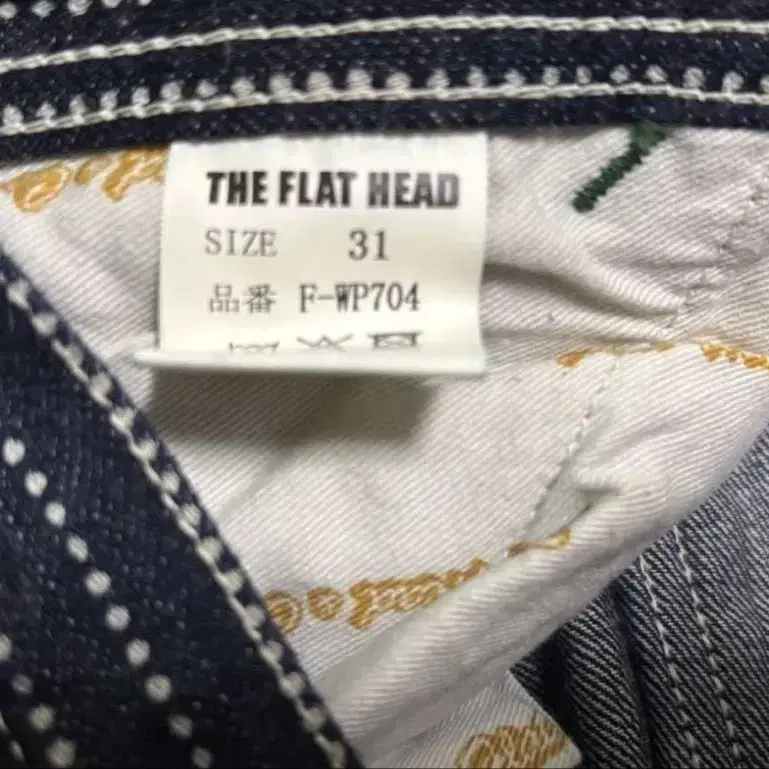 THE FLAT HEAD
SIZE 31
品番 F-WP704